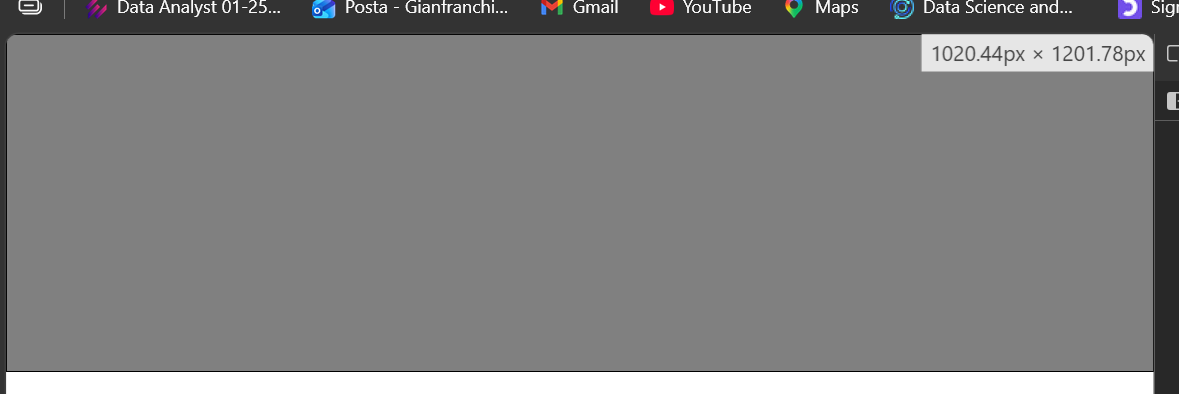 Data Analyst 01-25... Posta - Gianfranchi... Gmail YouTube Maps Data Science and...
1020.44px × 1201.78px